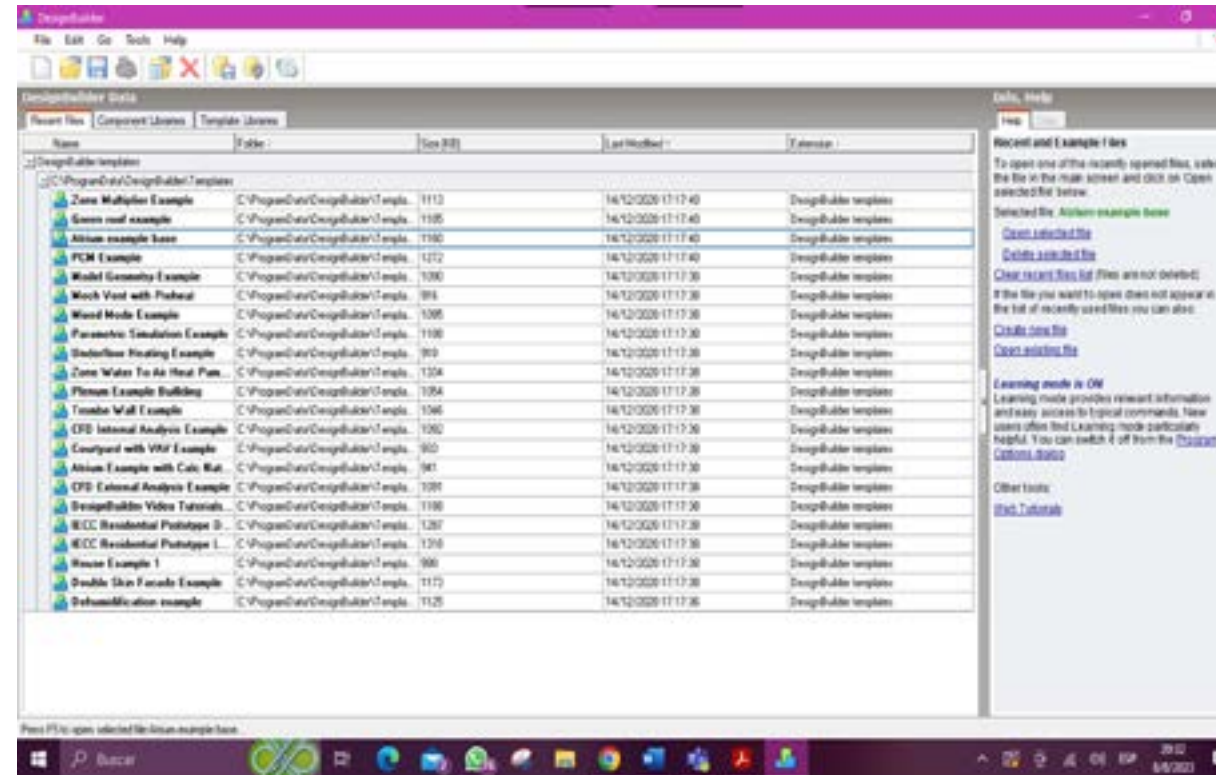 DesignBuilder
File Edit Go Tools Help
DesignBuilder Data
Recent files Component Libraries Template Libraries
Name Folder Size (KB) Last Modified Extension
DesignBuilder templates
C:\ProgramData\DesignBuilder\Templates
Zone Multiplier Example C:\ProgramData\DesignBuilder\Templa... 1113 14/12/2020 17:17:40 DesignBuilder templates
Green roof example C:\ProgramData\DesignBuilder\Templa... 1105 14/12/2020 17:17:40 DesignBuilder templates
Atrium example base C:\ProgramData\DesignBuilder\Templa... 1160 14/12/2020 17:17:40 DesignBuilder templates
PCM Example C:\ProgramData\DesignBuilder\Templa... 1272 14/12/2020 17:17:40 DesignBuilder templates
Model Geometry Example C:\ProgramData\DesignBuilder\Templa... 1090 14/12/2020 17:17:38 DesignBuilder templates
Mech Vent with Preheat C:\ProgramData\DesignBuilder\Templa... 916 14/12/2020 17:17:38 DesignBuilder templates
Mixed Mode Example C:\ProgramData\DesignBuilder\Templa... 1095 14/12/2020 17:17:38 DesignBuilder templates
Parametric Simulation Example C:\ProgramData\DesignBuilder\Templa... 1100 14/12/2020 17:17:38 DesignBuilder templates
Underfloor Heating Example C:\ProgramData\DesignBuilder\Templa... 919 14/12/2020 17:17:38 DesignBuilder templates
Zone Water To Air Heat Pum... C:\ProgramData\DesignBuilder\Templa... 1204 14/12/2020 17:17:38 DesignBuilder templates
Plenum Example Building C:\ProgramData\DesignBuilder\Templa... 1054 14/12/2020 17:17:38 DesignBuilder templates
Trombe Wall Example C:\ProgramData\DesignBuilder\Templa... 1046 14/12/2020 17:17:38 DesignBuilder templates
CFD Internal Analysis Example C:\ProgramData\DesignBuilder\Templa... 1092 14/12/2020 17:17:38 DesignBuilder templates
Courtyard with VAV Example C:\ProgramData\DesignBuilder\Templa... 14/12/2020 17:17:38 DesignBuilder templates
Atrium Example with Calc Nat... C:\ProgramData\DesignBuilder\Templa... 941 14/12/2020 17:17:38 DesignBuilder templates
CFD External Analysis Example C:\ProgramData\DesignBuilder\Templa... 1091 14/12/2020 17:17:38 DesignBuilder templates
DesignBuilder Video Tutorials... C:\ProgramData\DesignBuilder\Templa... 14/12/2020 17:17:38 DesignBuilder templates
IECC Residential Prototype D... C:\ProgramData\DesignBuilder\Templa... 1287 14/12/2020 17:17:38 DesignBuilder templates
IECC Residential Prototype L... C:\ProgramData\DesignBuilder\Templa... 1310 14/12/2020 17:17:38 DesignBuilder templates
House Example 1 C:\ProgramData\DesignBuilder\Templa... 14/12/2020 17:17:38 DesignBuilder templates
Double Skin Facade Example C:\ProgramData\DesignBuilder\Templa... 1173 14/12/2020 17:17:38 DesignBuilder templates
Dehumidification example C:\ProgramData\DesignBuilder\Templa... 1125 14/12/2020 17:17:36 DesignBuilder templates
Press F5 to open selected file Atrium example base.
Info, Help
Help
Recent and Example Files
To open one of the recently opened files, sele
the file in the main screen and click on Open
selected file below.
Selected file: Atrium example base
Open selected file
Delete selected file
Clear recent files list (files are not deleted)
If the file you want to open does not appear in
the list of recently used files you can also:
Create new file
Open existing file
Learning mode is ON
Learning mode provides relevant information
and easy access to typical commands. New
users often find Learning mode particularly
helpful. You can switch it off from the Program
Options dialog
Other tools:
Web Tutorials
Buscar
ESP